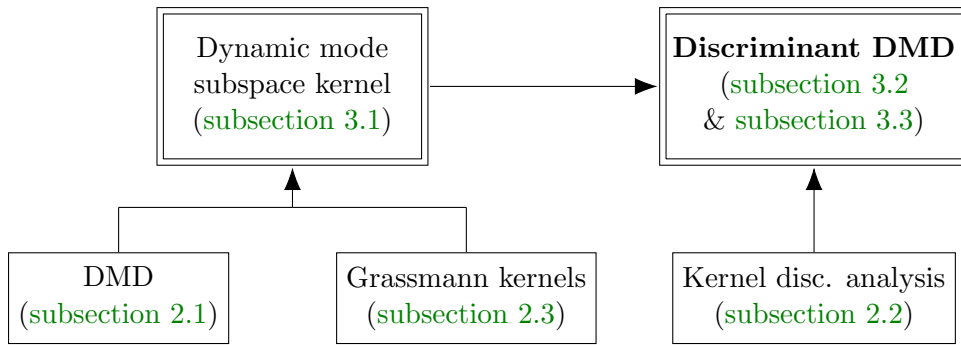 Dynamic mode
subspace kernel
(subsection 3.1)
Discriminant DMD
(subsection 3.2
& subsection 3.3)
DMD
(subsection 2.1)
Grassmann kernels
(subsection 2.3)
Kernel disc. analysis
(subsection 2.2)